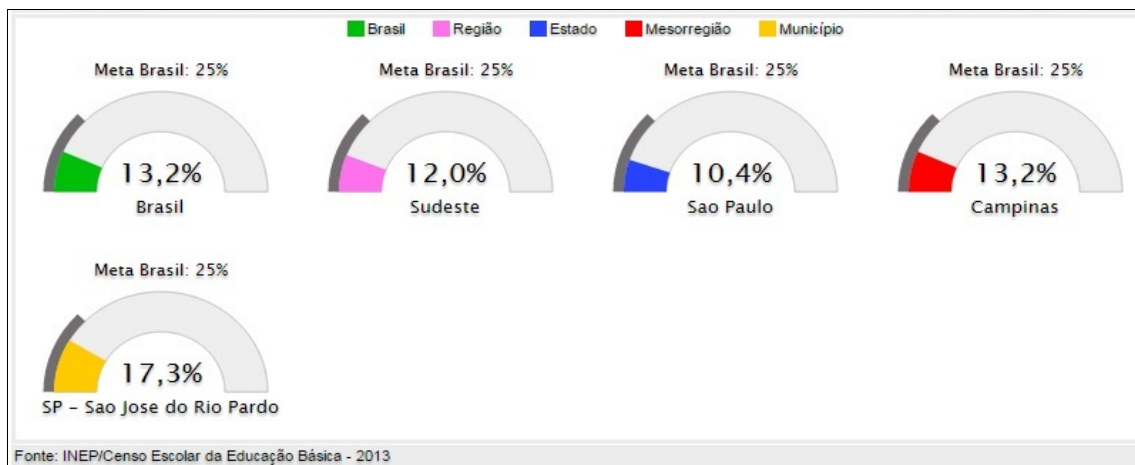 Brasil Região Estado Mesorregião Município
Meta Brasil: 25% Meta Brasil: 25% Meta Brasil: 25% Meta Brasil: 25%
13,2% 12,0% 10,4% 13,2%
Brasil Sudeste Sao Paulo Campinas
Meta Brasil: 25%
17,3%
SP - Sao Jose do Rio Pardo
Fonte: INEP/Censo Escolar da Educação Básica - 2013